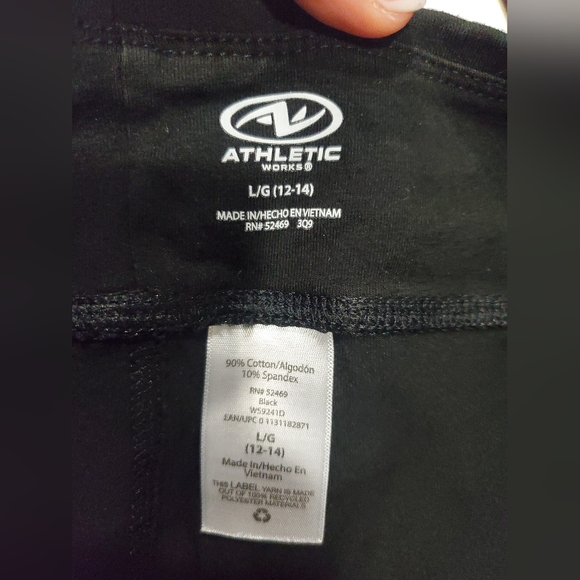 ATHLETIC
WORKS®
L/G (12-14)
MADE IN/HECHO EN VIETNAM
RN# 52469 3Q9
90% Cotton/Algodón
10% Spandex
RN# 52469
Black
WS9241D
EAN/UPC 0 1131182871
L/G
(12-14)
Made In/Hecho En
Vietnam
THIS LABEL YARN IS MADE
OUT OF 100% RECYCLED
POLYESTER MATERIALS